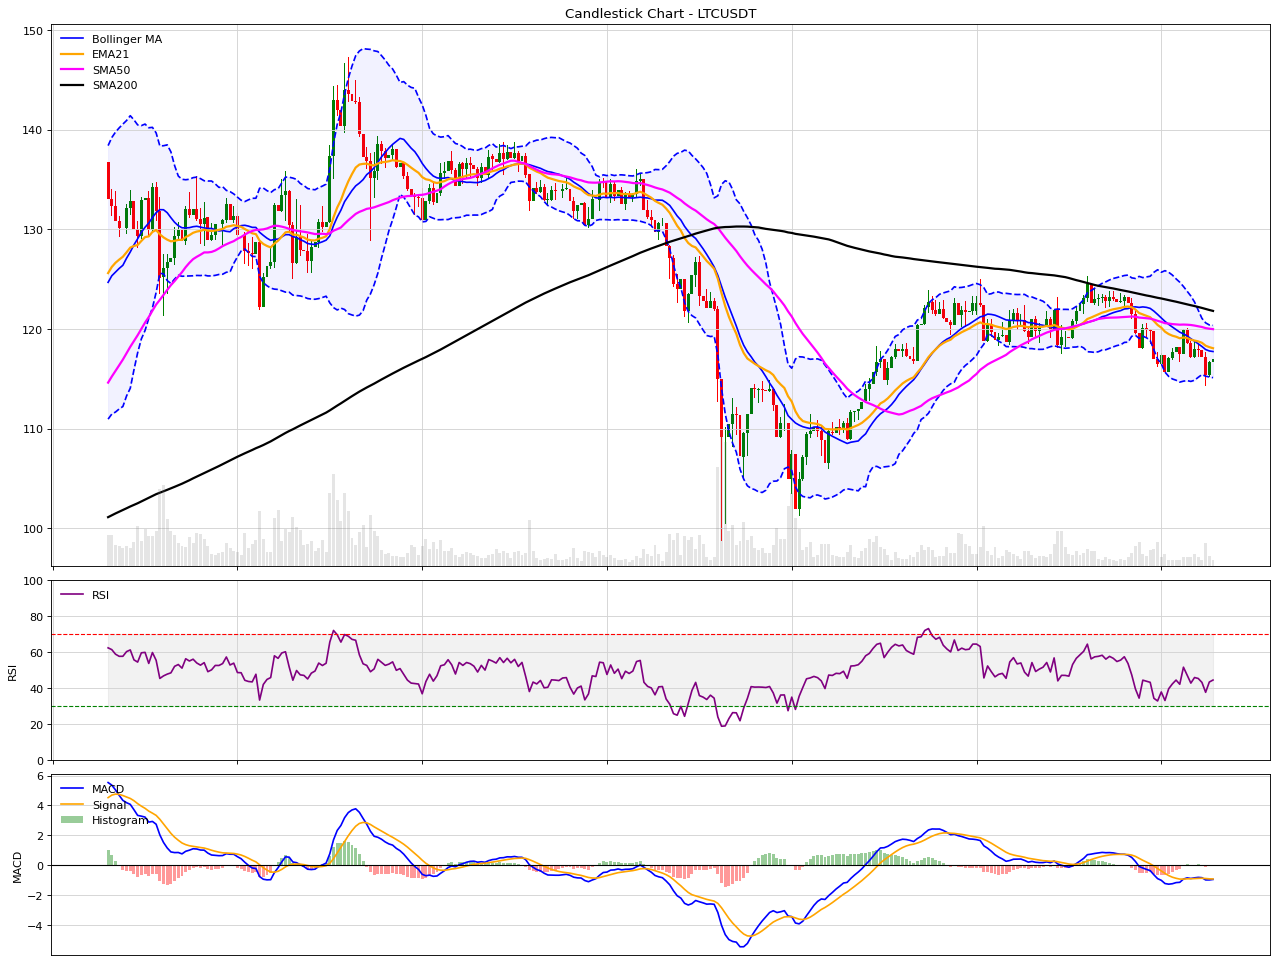 Candlestick Chart - LTCUSDT
150
140
130
120
110
100
Bollinger MA
EMA21
SMA50
SMA200
100
80
60
40
20
0
RSI
RSI
6
4
2
0
−2
−4
MACD
MACD
Signal
Histogram